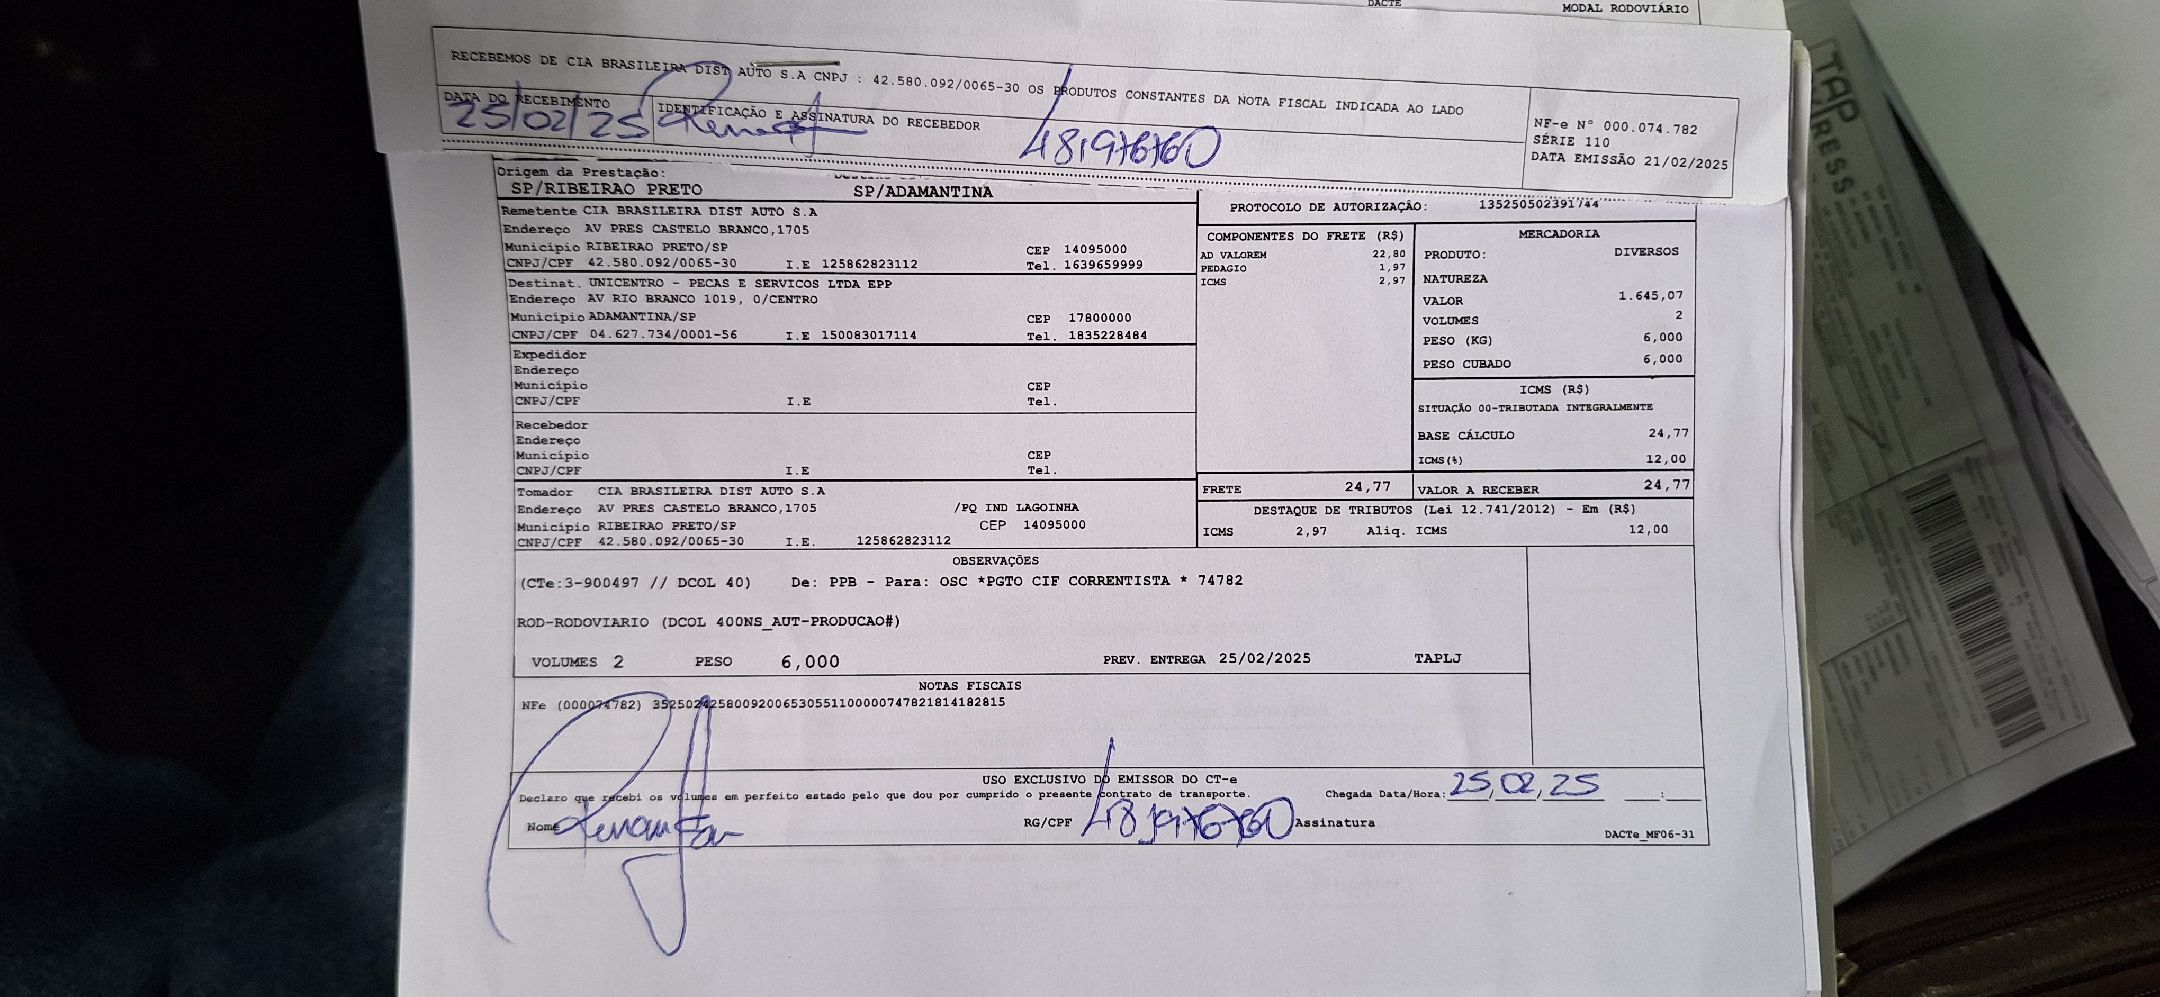 DACTE
MODAL RODOVIÁRIO
RECEBEMOS DE CIA BRASILEIRA DIST AUTO S.A CNPJ : 42.580.092/0065-30 OS PRODUTOS CONSTANTES DA NOTA FISCAL INDICADA AO LADO
DATA DO RECEBIMENTO
25/02/25
IDENTIFICAÇÃO E ASSINATURA DO RECEBEDOR
NF-e N° 000.074.782
SÉRIE 110
DATA EMISSÃO 21/02/2025
Origem da Prestação:
SP/RIBEIRAO PRETO SP/ADAMANTINA
Remetente CIA BRASILEIRA DIST AUTO S.A
Endereço AV PRES CASTELO BRANCO,1705
Município RIBEIRAO PRETO/SP CEP 14095000
CNPJ/CPF 42.580.092/0065-30 I.E 125862823112 Tel. 1639659999
Destinat. UNICENTRO - PECAS E SERVICOS LTDA EPP
Endereço AV RIO BRANCO 1019, 0/CENTRO
Município ADAMANTINA/SP CEP 17800000
CNPJ/CPF 04.627.734/0001-56 I.E 150083017114 Tel. 1835228484
Expedidor
Endereço
Município CEP
CNPJ/CPF I.E Tel.
Recebedor
Endereço
Município CEP
CNPJ/CPF I.E Tel.
Tomador CIA BRASILEIRA DIST AUTO S.A
Endereço AV PRES CASTELO BRANCO,1705 /PQ IND LAGOINHA
Município RIBEIRAO PRETO/SP CEP 14095000
CNPJ/CPF 42.580.092/0065-30 I.E. 125862823112
PROTOCOLO DE AUTORIZAÇÃO: 135250502391744
COMPONENTES DO FRETE (R$)
AD VALOREM 22,80
PEDAGIO 1,97
ICMS 2,97
MERCADORIA
PRODUTO: DIVERSOS
NATUREZA
VALOR 1.645,07
VOLUMES 2
PESO (KG) 6,000
PESO CUBADO 6,000
ICMS (R$)
SITUAÇÃO 00-TRIBUTADA INTEGRALMENTE
BASE CÁLCULO 24,77
ICMS(%) 12,00
FRETE 24,77 VALOR A RECEBER 24,77
DESTAQUE DE TRIBUTOS (Lei 12.741/2012) - Em (R$)
ICMS 2,97 Aliq. ICMS 12,00
OBSERVAÇÕES
(CTe:3-900497 // DCOL 40) De: PPB - Para: OSC *PGTO CIF CORRENTISTA * 74782
ROD-RODOVIARIO (DCOL 400NS_AUT-PRODUCAO#)
VOLUMES 2 PESO 6,000 PREV. ENTREGA 25/02/2025 TAPLJ
NOTAS FISCAIS
NFe (000074782) 35250242580092006530551100000747821814182815
USO EXCLUSIVO DO EMISSOR DO CT-e
Declaro que recebi os volumes em perfeito estado pelo que dou por cumprido o presente contrato de transporte. Chegada Data/Hora: 25,02,25 __:__
Nome RG/CPF Assinatura
DACTe_MF06-31
TAP
RESS